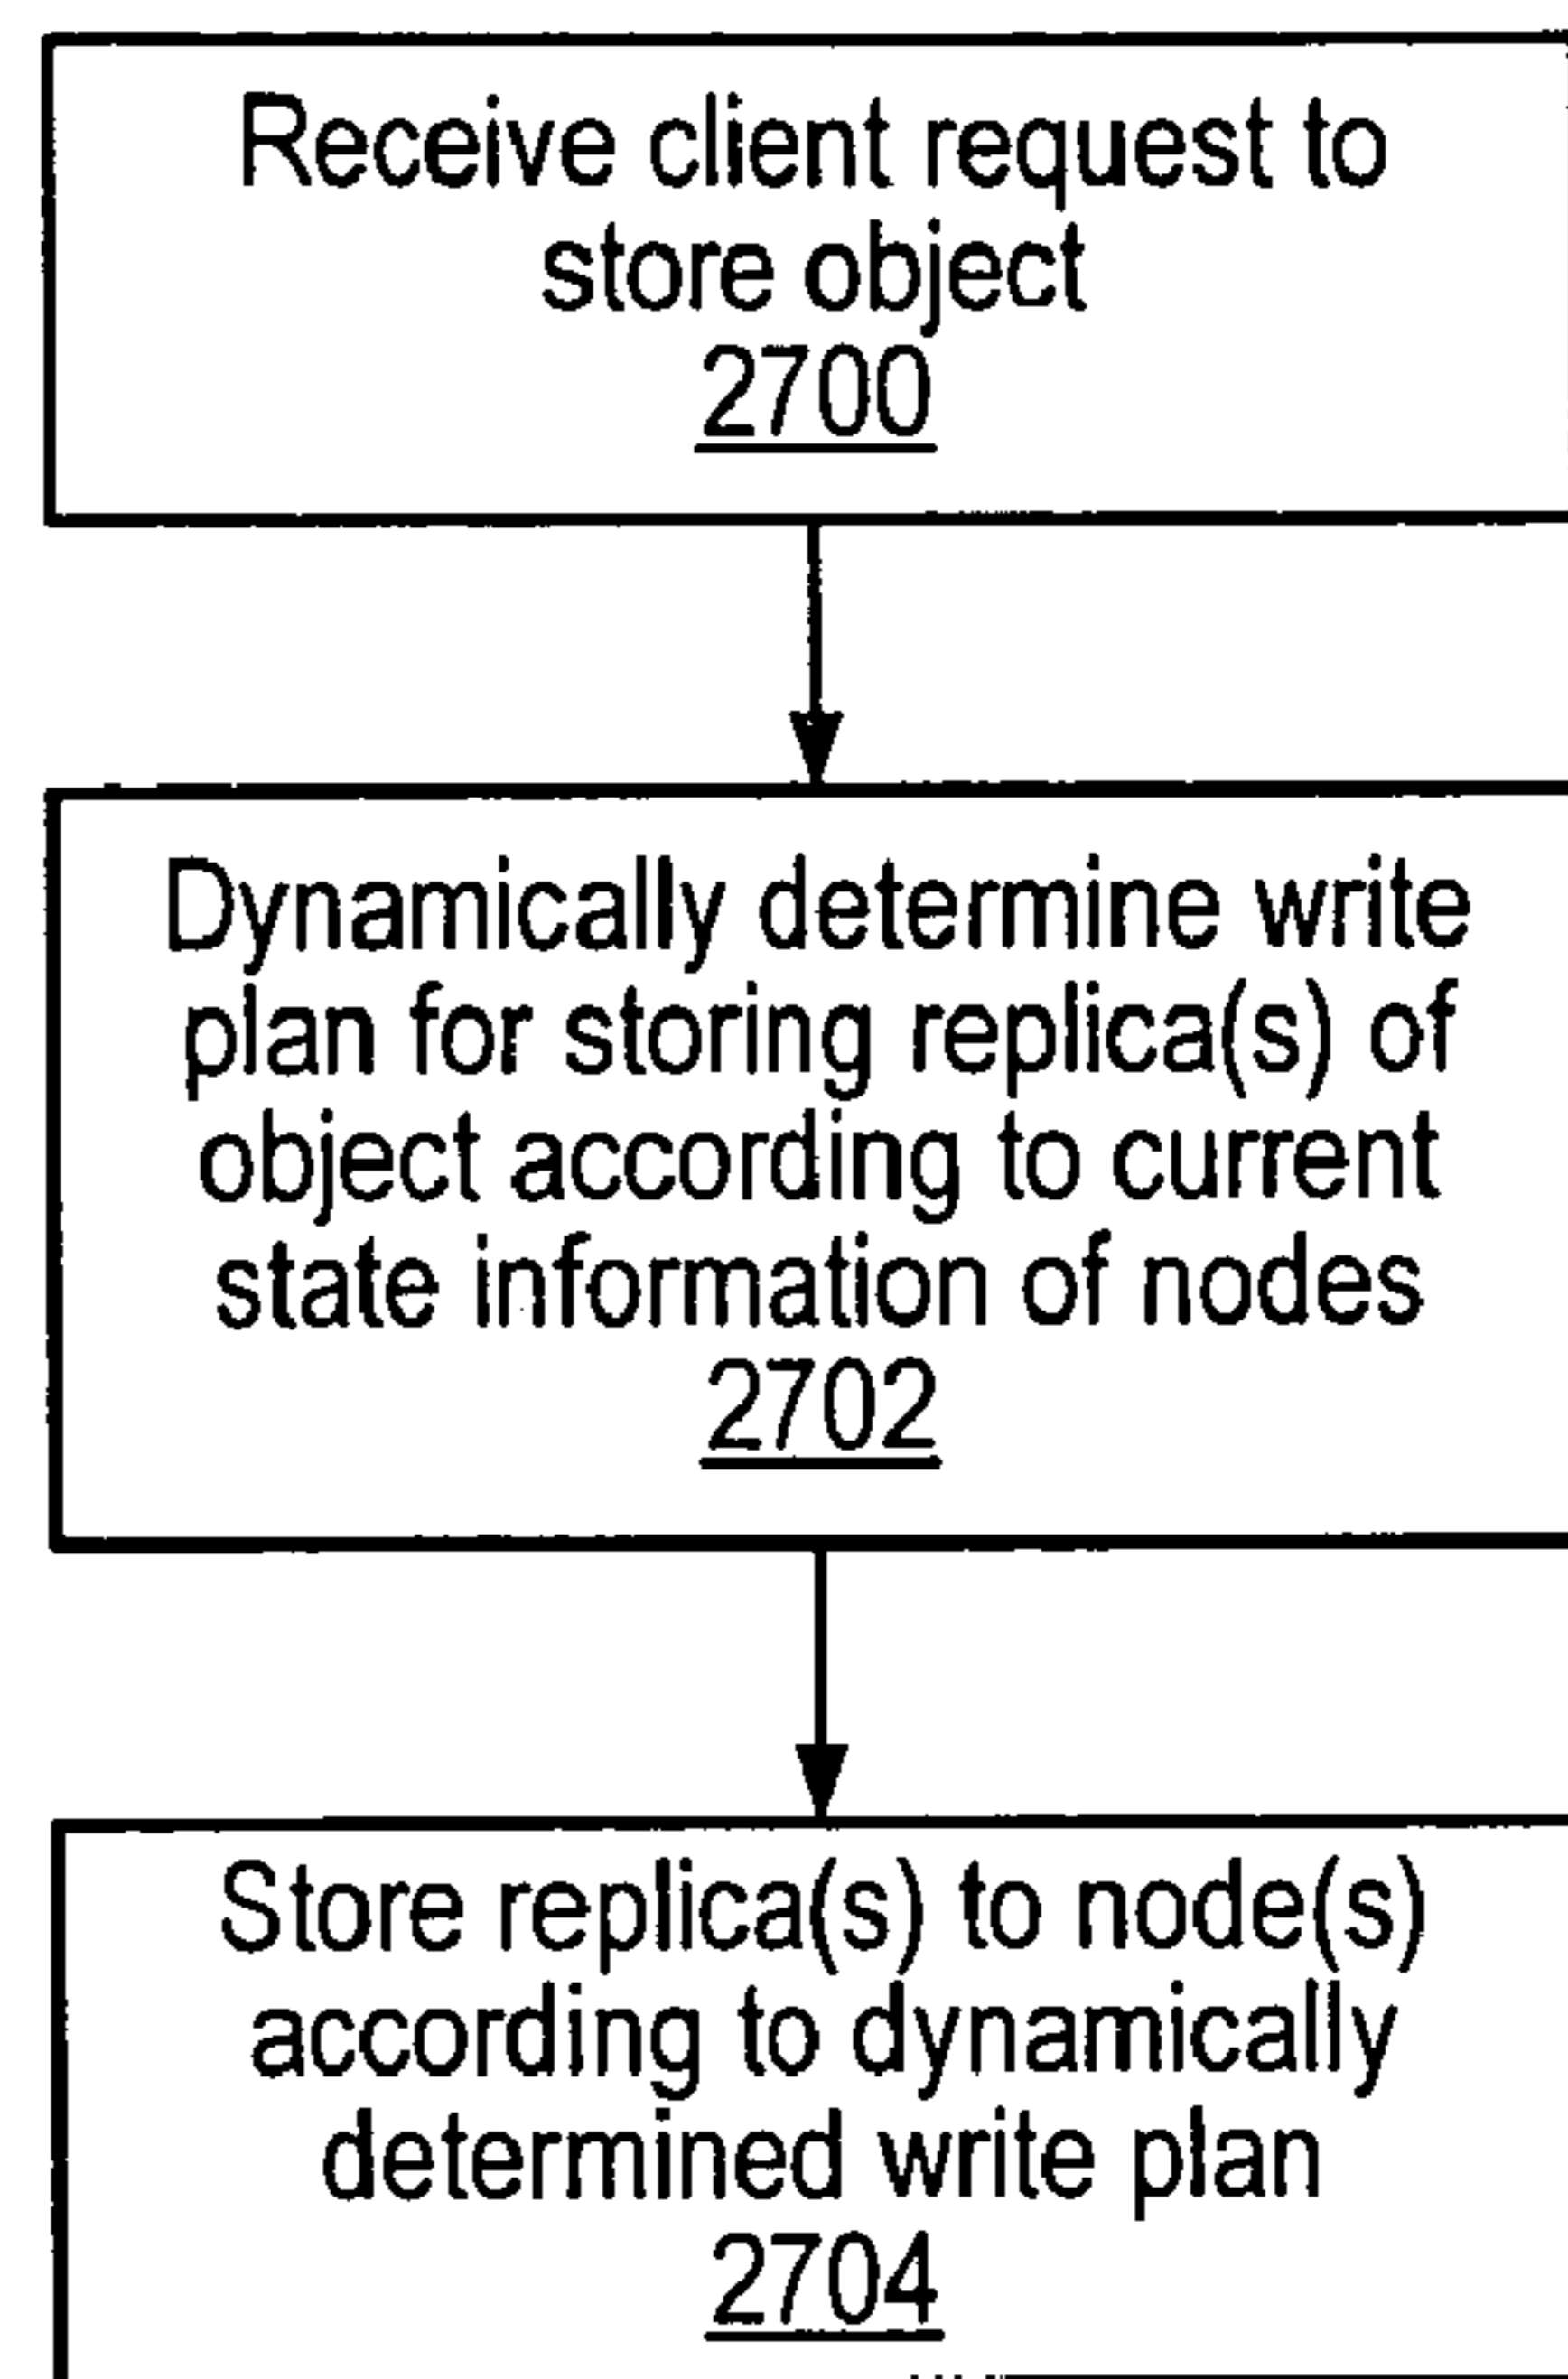 Receive client request to
store object
2700
Dynamically determine write
plan for storing replica(s) of
object according to current
state information of nodes
2702
Store replica(s) to node(s)
according to dynamically
determined write plan
2704